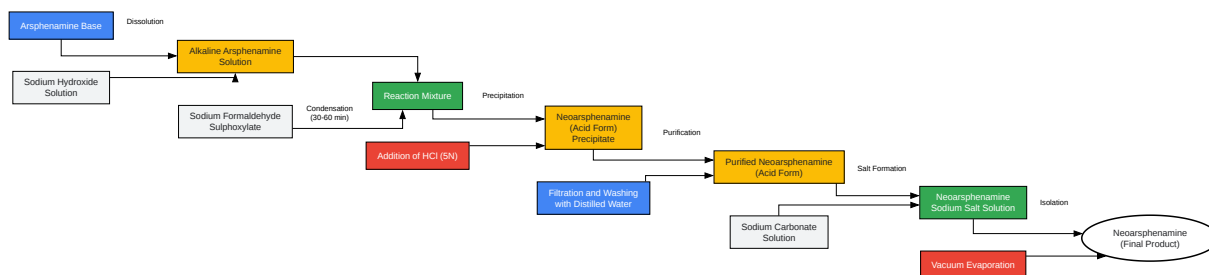 Arsphenamine Base
Dissolution
Alkaline Arsphenamine
Solution
Sodium Hydroxide
Solution
Reaction Mixture
Precipitation
Sodium Formaldehyde
Sulphoxylate
Condensation
(30-60 min)
Neoarsphenamine
(Acid Form)
Precipitate
Purification
Addition of HCl (5N)
Purified Neoarsphenamine
(Acid Form)
Salt Formation
Filtration and Washing
with Distilled Water
Neoarsphenamine
Sodium Salt Solution
Isolation
Sodium Carbonate
Solution
Neoarsphenamine
(Final Product)
Vacuum Evaporation